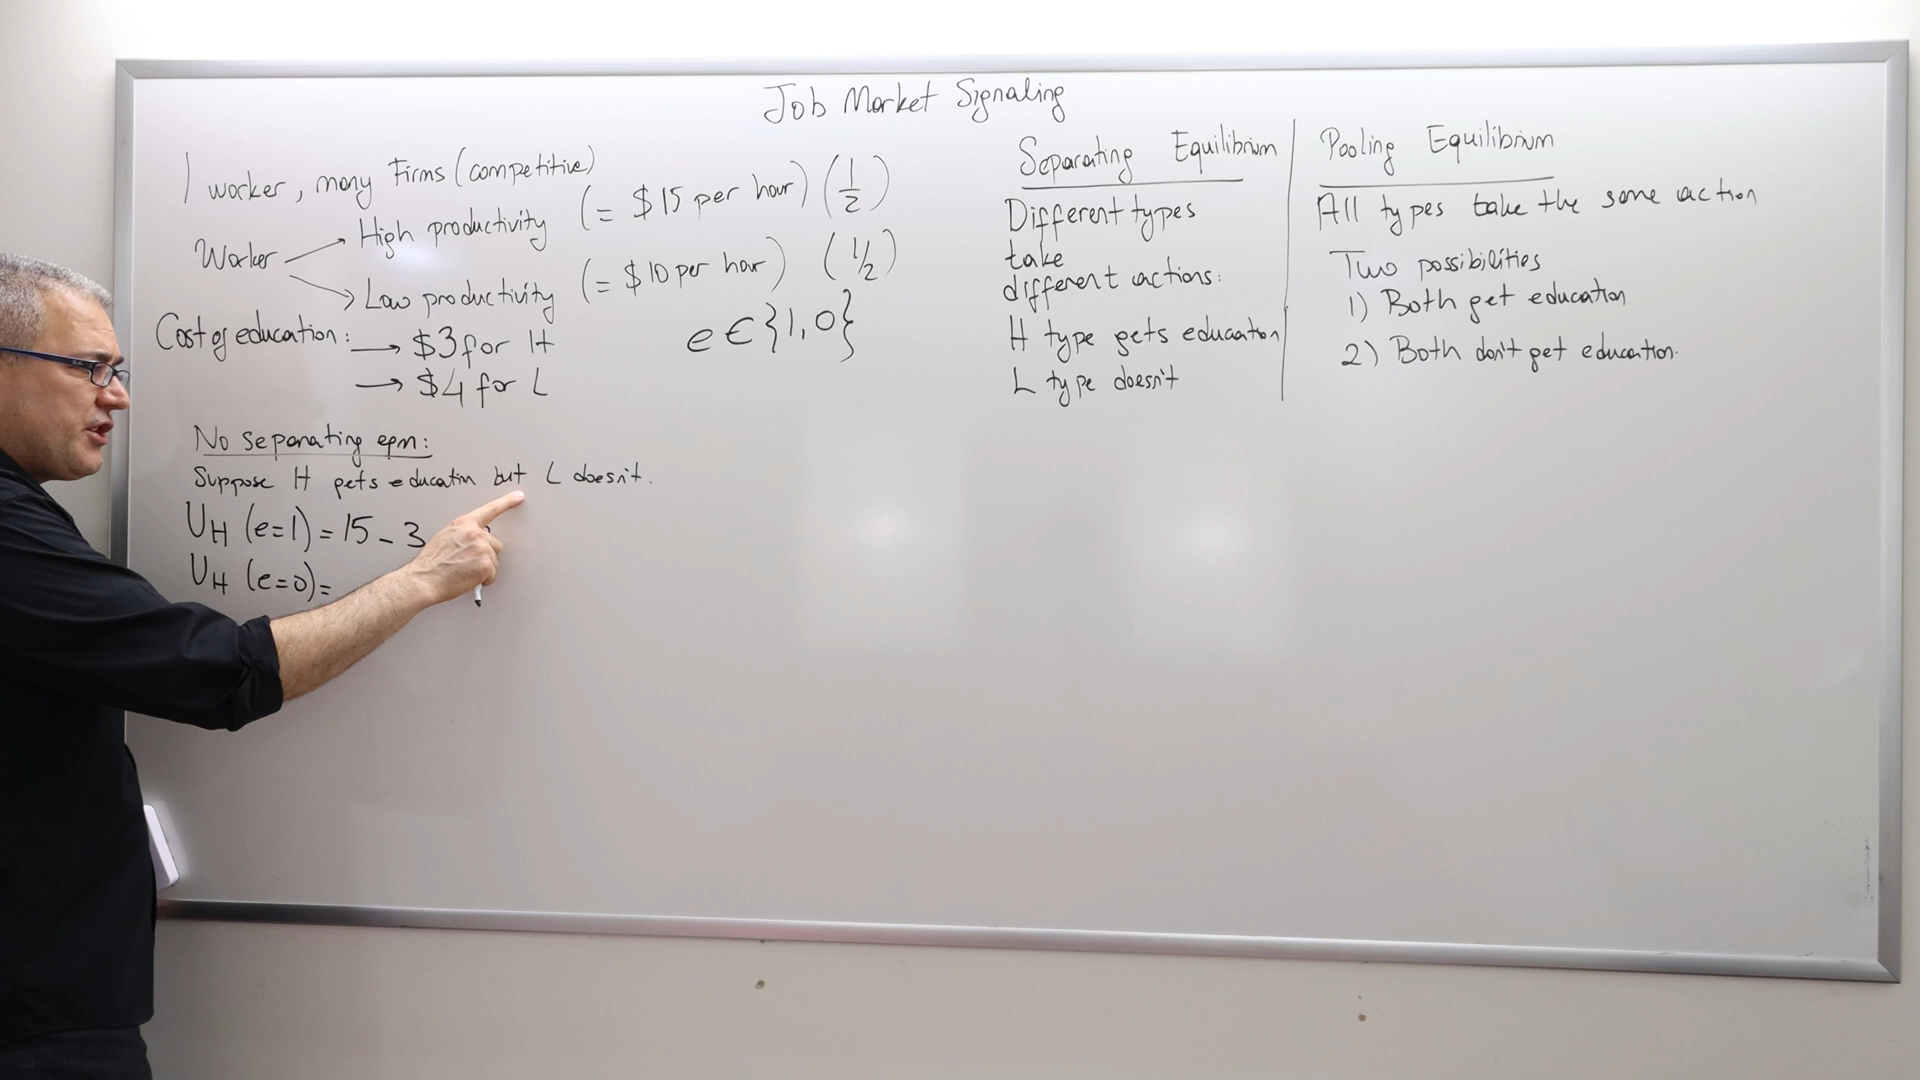 Job Market Signaling
1 worker, many Firms (competitive)
Worker → High productivity (= $15 per hour) (1/2)
→ Low productivity (= $10 per hour) (1/2)
Cost of education: → $3 for H
→ $4 for L
e ∈ {1,0}
No separating eqm:
Suppose H gets education but L doesn't.
U_H (e=1) = 15 - 3
U_H (e=0) =
Separating Equilibrium
Different types
take
different actions:
H type gets education
L type doesn't
Pooling Equilibrium
All types take the same action
Two possibilities
1) Both get education
2) Both don't get education.